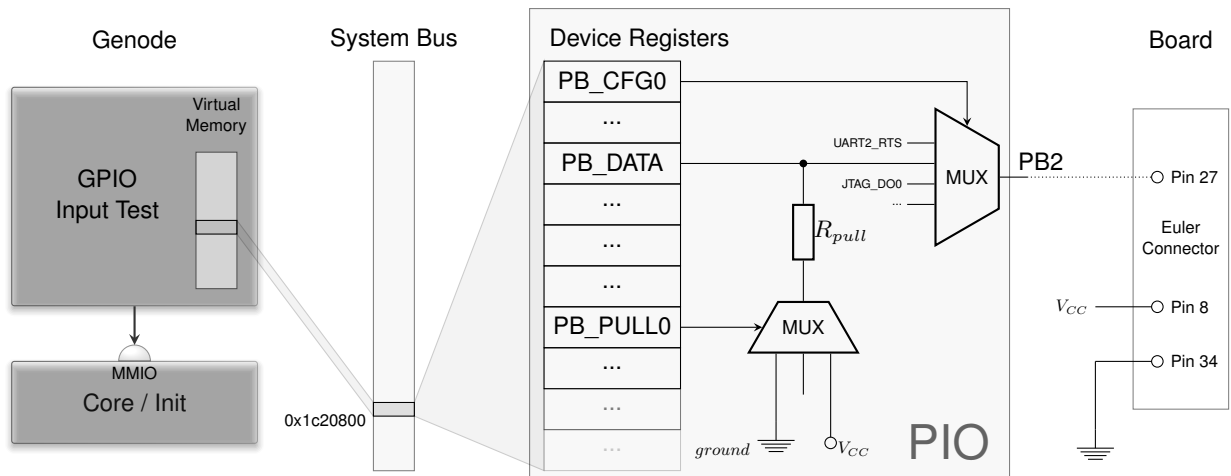 Genode
System Bus
Device Registers
Board
Virtual
Memory
GPIO
Input Test
MMIO
Core / Init
0x1c20800
PB_CFG0
...
PB_DATA
...
...
...
PB_PULL0
...
...
...
UART2_RTS
JTAG_DO0
...
MUX
PB2
R_pull
MUX
ground
V_CC
PIO
Pin 27
Euler
Connector
V_CC
Pin 8
Pin 34